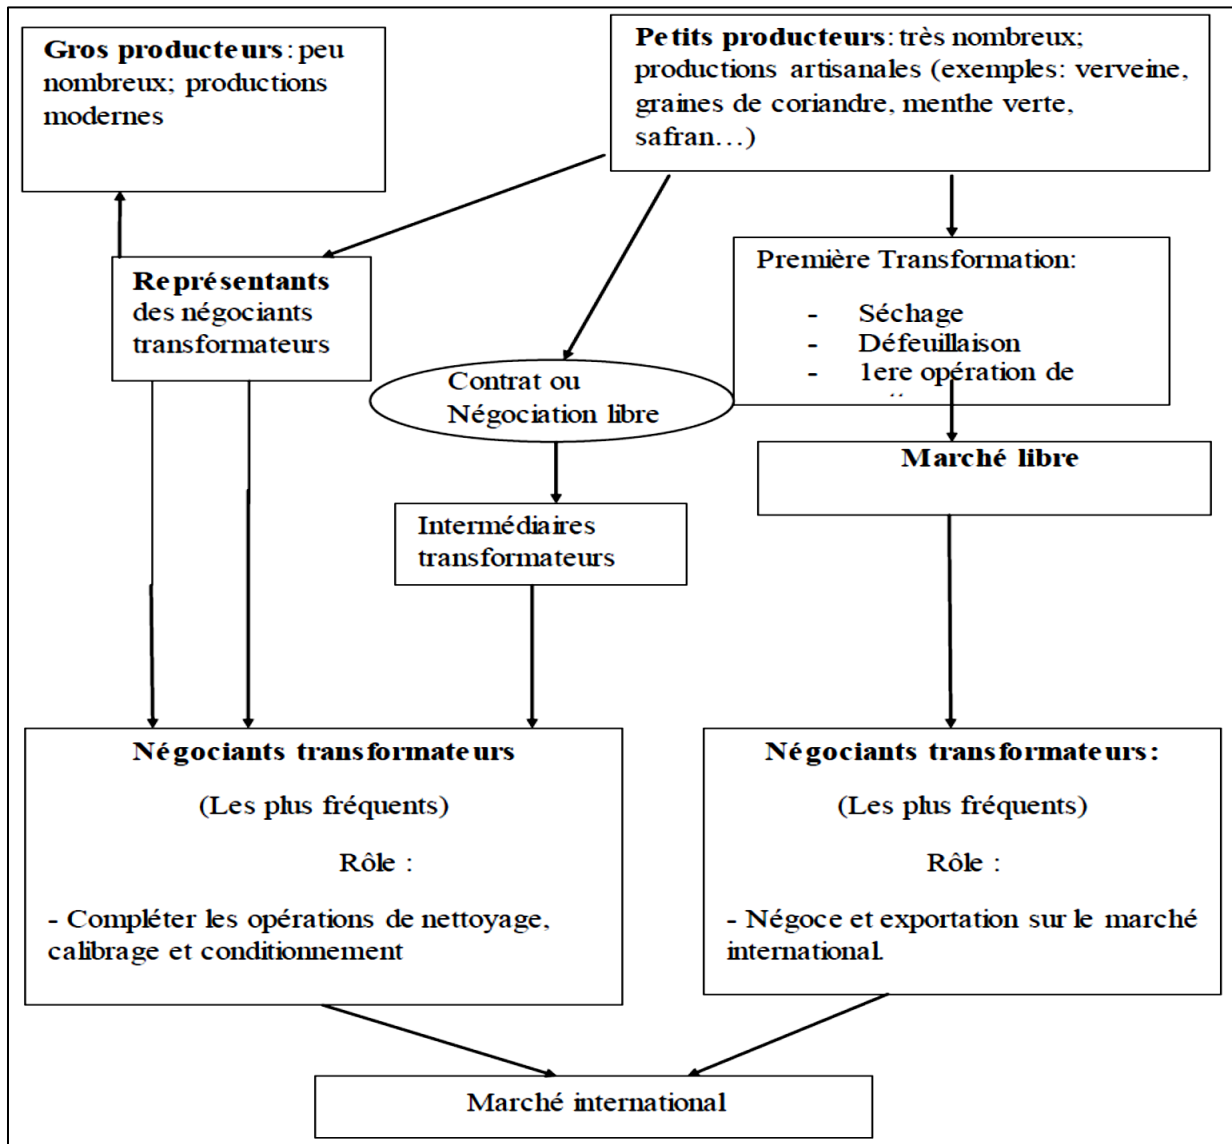 Gros producteurs: peu
nombreux; productions
modernes
Petits producteurs: très nombreux;
productions artisanales (exemples: verveine,
graines de coriandre, menthe verte,
safran…)
Représentants
des négociants
transformateurs
Première Transformation:
- Séchage
- Défeuillaison
- 1ere opération de
Contrat ou
Négociation libre
Marché libre
Intermédiaires
transformateurs
Négociants transformateurs
(Les plus fréquents)
Rôle :
- Compléter les opérations de nettoyage,
calibrage et conditionnement
Négociants transformateurs:
(Les plus fréquents)
Rôle :
- Négoce et exportation sur le marché
international.
Marché international